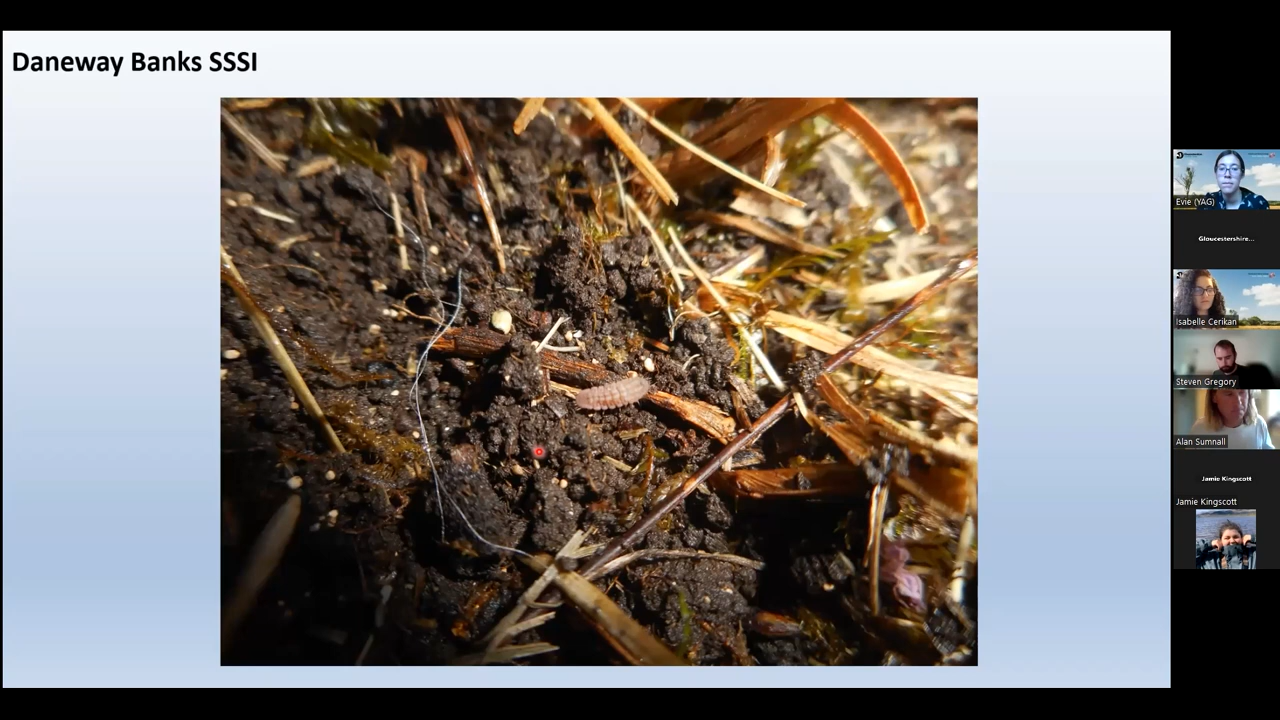 Daneway Banks SSSI
Evie (YAG)
Gloucestershire...
Isabelle Cerikan
Steven Gregory
Alan Sumnall
Jamie Kingscott
Jamie Kingscott